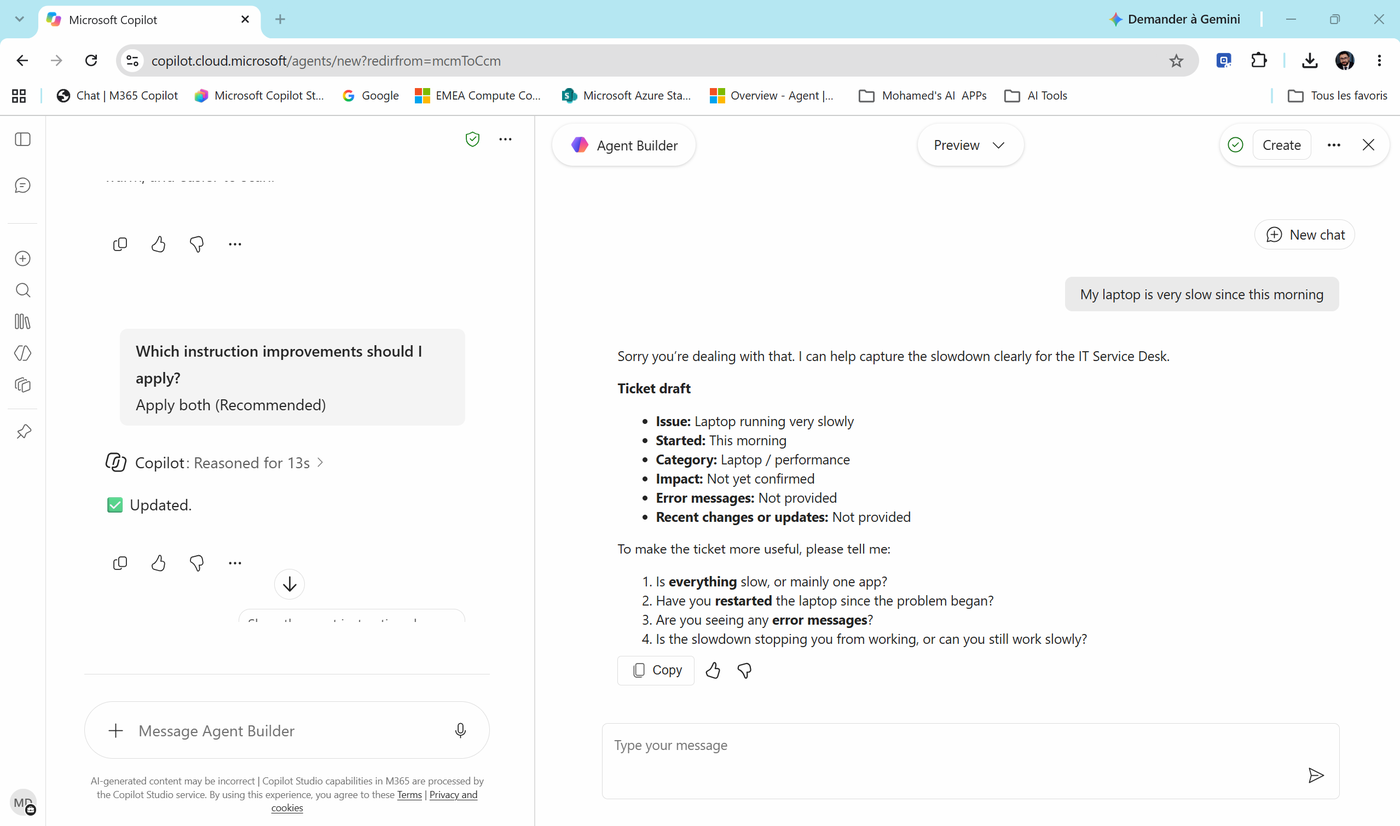 Microsoft Copilot
Demander à Gemini
copilot.cloud.microsoft/agents/new?redirfrom=mcmToCcm
Chat | M365 Copilot
Microsoft Copilot St...
Google
EMEA Compute Co...
Microsoft Azure Sta...
Overview - Agent |...
Mohamed's AI APPs
AI Tools
Tous les favoris
Which instruction improvements should I
apply?
Apply both (Recommended)
Copilot: Reasoned for 13s
Updated.
Message Agent Builder
AI-generated content may be incorrect | Copilot Studio capabilities in M365 are processed by
the Copilot Studio service. By using this experience, you agree to these Terms | Privacy and
cookies
Agent Builder
Preview
Create
New chat
My laptop is very slow since this morning
Sorry you're dealing with that. I can help capture the slowdown clearly for the IT Service Desk.
Ticket draft
• Issue: Laptop running very slowly
• Started: This morning
• Category: Laptop / performance
• Impact: Not yet confirmed
• Error messages: Not provided
• Recent changes or updates: Not provided
To make the ticket more useful, please tell me:
1. Is everything slow, or mainly one app?
2. Have you restarted the laptop since the problem began?
3. Are you seeing any error messages?
4. Is the slowdown stopping you from working, or can you still work slowly?
Copy
Type your message